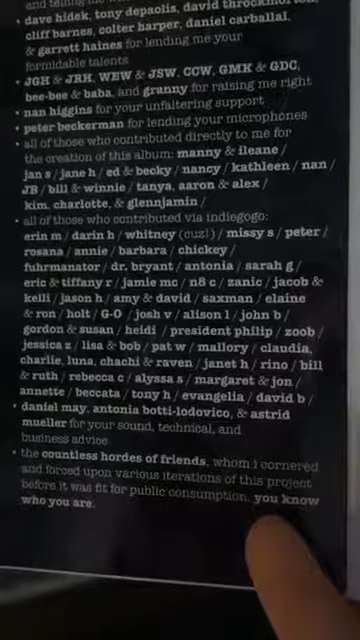 and telling me
• dave hidek, tony depaolis, david throckmorton,
cliff barnes, colter harper, daniel carballal,
& garrett haines for lending me your
formidable talents
• JGH & JRH, WEW & JSW, CCW, GMK & GDC,
bee-bee & baba, and granny for raising me right
• nan higgins for your unfaltering support
• peter beckerman for lending your microphones
• all of those who contributed directly to me for
the creation of this album: manny & ileane /
jan s / jane h / ed & becky / nancy / kathleen / nan /
JB / bill & winnie / tanya, aaron & alex /
kim, charlotte, & glennjamin /
• all of those who contributed via indiegogo:
erin m / darin h / whitney (cuz!) / missy s / peter /
rosana / annie / barbara / chickey /
fuhrmanator / dr. bryant / antonia / sarah g /
eric & tiffany r / jamie mc / n8 c / zanic / jacob &
kelli / jason h / amy & david / saxman / elaine
& ron / holt / G-O / josh v / alison l / john b /
gordon & susan / heidi / president philip / zoob /
jessica z / lisa & bob / pat w / mallory / claudia,
charlie, luna, chachi & raven / janet h / rino / bill
& ruth / rebecca c / alyssa s / margaret & jon /
annette / beccata / tony h / evangelia / david b /
• daniel may, antonia botti-lodovico, & astrid
mueller for your sound, technical, and
business advice
• the countless hordes of friends, whom i cornered
and forced upon various iterations of this project
before it was fit for public consumption. you know
who you are.